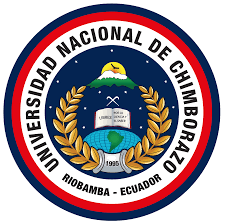 UNIVERSIDAD NACIONAL DE CHIMBORAZO
1995
RIOBAMBA - ECUADOR